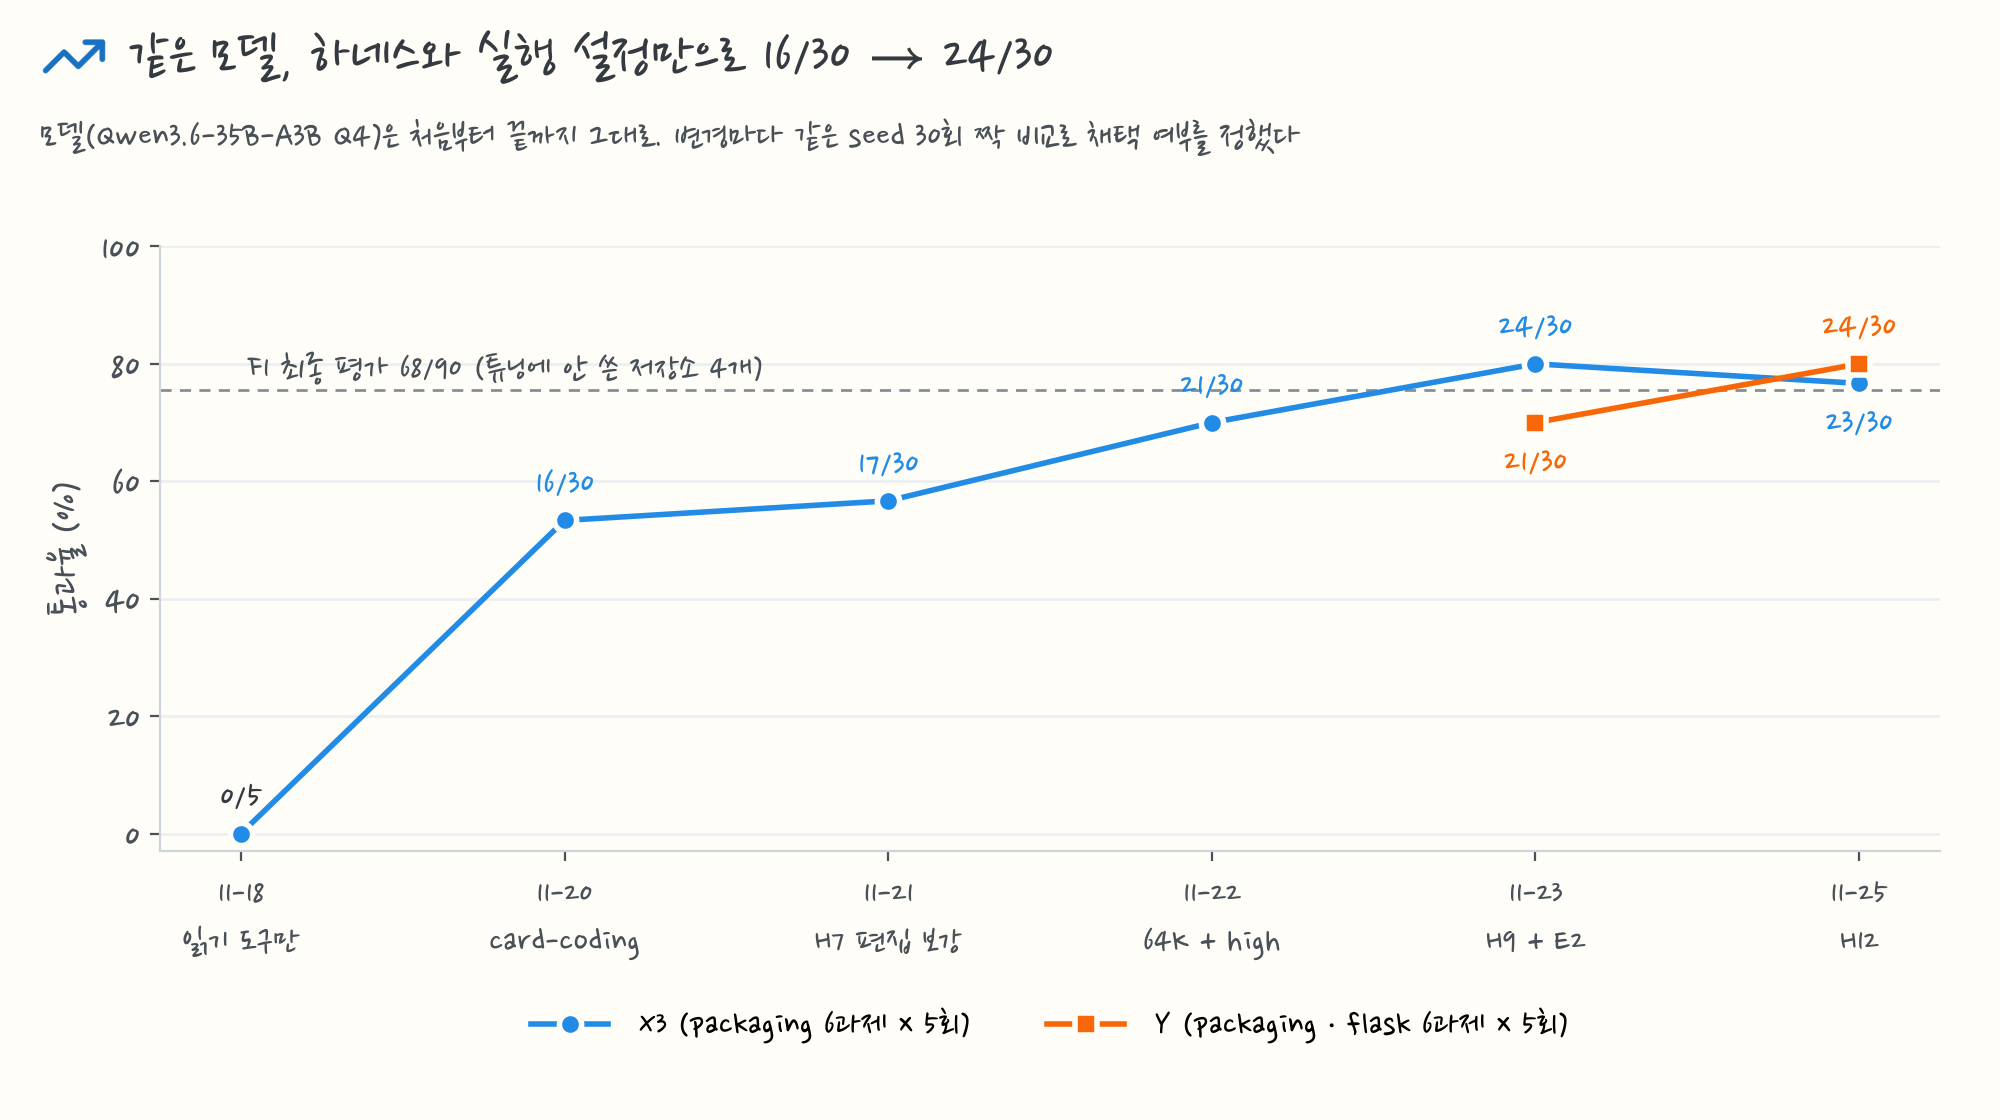 같은 모델, 하네스와 실행 설정만으로 16/30 → 24/30
모델(Qwen3.6-35B-A3B Q4)은 처음부터 끝까지 그대로. 변경마다 같은 seed 30회 짝 비교로 채택 여부를 정했다
통과율 (%)
100
80
60
40
20
0
F1 최종 평가 68/90 (튜닝에 안 쓴 저장소 4개)
0/5
16/30
17/30
21/30
24/30
23/30
21/30
24/30
11-18
읽기 도구만
11-20
card-coding
11-21
H7 편집 보강
11-22
64K + high
11-23
H9 + E2
11-25
H12
X3 (packaging 6과제 × 5회)
Y (packaging · flask 6과제 × 5회)